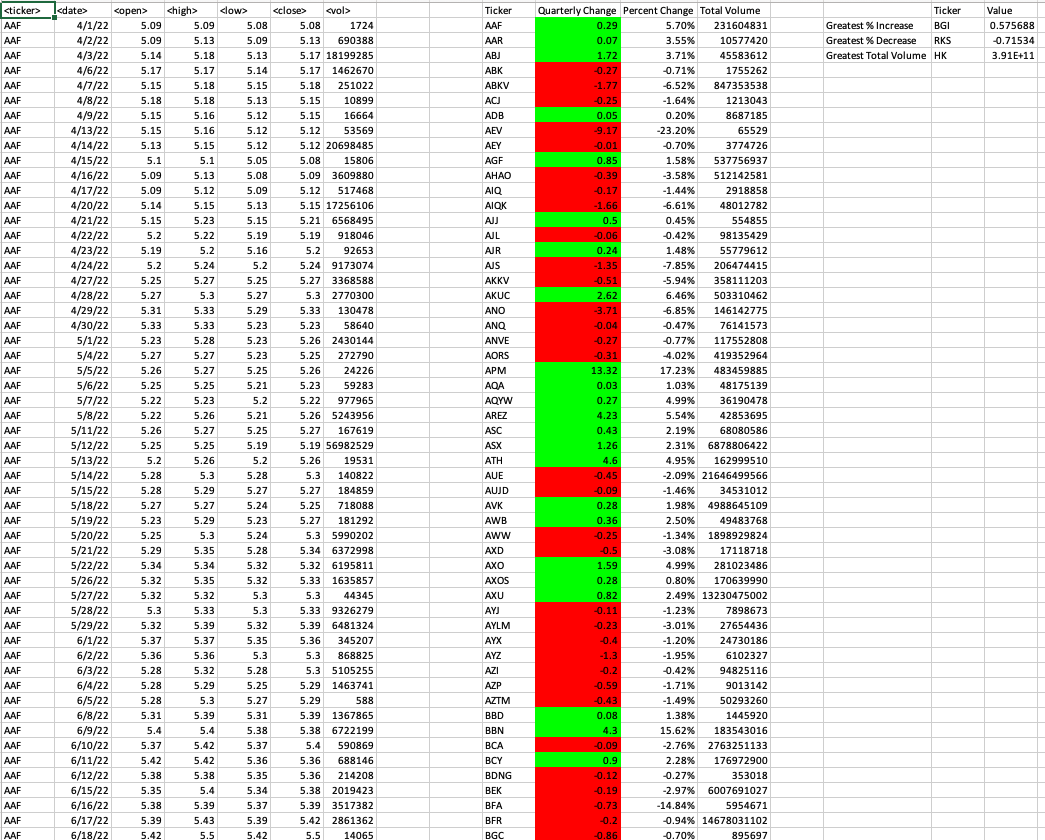 <ticker> <date> <open> <high> <low> <close> <vol> Ticker Quarterly Change Percent Change Total Volume Ticker Value
AAF 4/1/22 5.09 5.09 5.08 5.08 1724 AAF 0.29 5.70% 231604831 Greatest % Increase BGI 0.575688
AAF 4/2/22 5.09 5.13 5.09 5.13 690388 AAR 0.07 3.55% 10577420 Greatest % Decrease RKS -0.71534
AAF 4/3/22 5.14 5.18 5.13 5.17 18199285 ABJ 1.72 3.71% 45583612 Greatest Total Volume HK 3.91E+11
AAF 4/6/22 5.17 5.17 5.14 5.17 1462670 ABK -0.27 -0.71% 1755262
AAF 4/7/22 5.15 5.18 5.15 5.18 251022 ABKV -1.77 -6.52% 847353538
AAF 4/8/22 5.18 5.18 5.13 5.15 10899 ACJ -0.25 -1.64% 1213043
AAF 4/9/22 5.15 5.16 5.12 5.15 16664 ADB 0.05 0.20% 8687185
AAF 4/13/22 5.15 5.16 5.12 5.12 53569 AEV -9.17 -23.20% 65529
AAF 4/14/22 5.13 5.15 5.12 5.12 20698485 AEY -0.01 -0.70% 3774726
AAF 4/15/22 5.1 5.1 5.05 5.08 15806 AGF 0.85 1.58% 537756937
AAF 4/16/22 5.09 5.13 5.08 5.09 3609880 AHAO -0.39 -3.58% 512142581
AAF 4/17/22 5.09 5.12 5.09 5.12 517468 AIQ -0.17 -1.44% 2918858
AAF 4/20/22 5.14 5.15 5.13 5.15 17256106 AIQK -1.66 -6.61% 48012782
AAF 4/21/22 5.15 5.23 5.15 5.21 6568495 AJJ 0.5 0.45% 554855
AAF 4/22/22 5.2 5.22 5.19 5.19 918046 AJL -0.06 -0.42% 98135429
AAF 4/23/22 5.19 5.2 5.16 5.2 92653 AJR 0.24 1.48% 55779612
AAF 4/24/22 5.2 5.24 5.2 5.24 9173074 AJS -1.35 -7.85% 206474415
AAF 4/27/22 5.25 5.27 5.25 5.27 3368588 AKKV -0.51 -5.94% 358111203
AAF 4/28/22 5.27 5.3 5.27 5.3 2770300 AKUC 2.62 6.46% 503310462
AAF 4/29/22 5.31 5.33 5.29 5.33 130478 ANO -3.71 -6.85% 146142775
AAF 4/30/22 5.33 5.33 5.23 5.23 58640 ANQ -0.04 -0.47% 76141573
AAF 5/1/22 5.23 5.28 5.23 5.26 2430144 ANVE -0.27 -0.77% 117552808
AAF 5/4/22 5.27 5.27 5.23 5.25 272790 AORS -0.31 -4.02% 419352964
AAF 5/5/22 5.26 5.27 5.25 5.26 24226 APM 13.32 17.23% 483459885
AAF 5/6/22 5.25 5.25 5.21 5.23 59283 AQA 0.03 1.03% 48175139
AAF 5/7/22 5.22 5.23 5.2 5.22 977965 AQYW 0.27 4.99% 36190478
AAF 5/8/22 5.22 5.26 5.21 5.26 5243956 AREZ 4.23 5.54% 42853695
AAF 5/11/22 5.26 5.27 5.25 5.27 167619 ASC 0.43 2.19% 68080586
AAF 5/12/22 5.25 5.25 5.19 5.19 56982529 ASX 1.26 2.31% 6878806422
AAF 5/13/22 5.2 5.26 5.2 5.26 19531 ATH 4.6 4.95% 162999510
AAF 5/14/22 5.28 5.3 5.28 5.3 140822 AUE -0.45 -2.09% 21646499566
AAF 5/15/22 5.28 5.29 5.27 5.27 184859 AUJD -0.09 -1.46% 34531012
AAF 5/18/22 5.27 5.27 5.24 5.25 718088 AVK 0.28 1.98% 4988645109
AAF 5/19/22 5.23 5.29 5.23 5.27 181292 AWB 0.36 2.50% 49483768
AAF 5/20/22 5.25 5.3 5.24 5.3 5990202 AWW -0.25 -1.34% 1898929824
AAF 5/21/22 5.29 5.35 5.28 5.34 6372998 AXD -0.5 -3.08% 17118718
AAF 5/22/22 5.34 5.34 5.32 5.32 6195811 AXO 1.59 4.99% 281023486
AAF 5/26/22 5.32 5.35 5.32 5.33 1635857 AXOS 0.28 0.80% 170639990
AAF 5/27/22 5.32 5.32 5.3 5.3 44345 AXU 0.82 2.49% 13230475002
AAF 5/28/22 5.3 5.33 5.3 5.33 9326279 AYJ -0.11 -1.23% 7898673
AAF 5/29/22 5.32 5.39 5.32 5.39 6481324 AYLM -0.23 -3.01% 27654436
AAF 6/1/22 5.37 5.37 5.35 5.36 345207 AYX -0.4 -1.20% 24730186
AAF 6/2/22 5.36 5.36 5.3 5.3 868825 AYZ -1.3 -1.95% 6102327
AAF 6/3/22 5.28 5.32 5.28 5.3 5105255 AZI -0.2 -0.42% 94825116
AAF 6/4/22 5.28 5.29 5.25 5.29 1463741 AZP -0.59 -1.71% 9013142
AAF 6/5/22 5.28 5.3 5.27 5.29 588 AZTM -0.43 -1.49% 50293260
AAF 6/8/22 5.31 5.39 5.31 5.39 1367865 BBD 0.08 1.38% 1445920
AAF 6/9/22 5.4 5.4 5.38 5.38 6722199 BBN 4.3 15.62% 183543016
AAF 6/10/22 5.37 5.42 5.37 5.4 590869 BCA -0.09 -2.76% 2763251133
AAF 6/11/22 5.42 5.42 5.36 5.36 688146 BCY 0.9 2.28% 176972900
AAF 6/12/22 5.38 5.38 5.35 5.36 214208 BDNG -0.12 -0.27% 353018
AAF 6/15/22 5.35 5.4 5.34 5.38 2019423 BEK -0.19 -2.97% 6007691027
AAF 6/16/22 5.38 5.39 5.37 5.39 3517382 BFA -0.73 -14.84% 5954671
AAF 6/17/22 5.39 5.43 5.39 5.42 2861362 BFR -0.2 -0.94% 14678031102
AAF 6/18/22 5.42 5.5 5.42 5.5 14065 BGC -0.86 -0.70% 895697